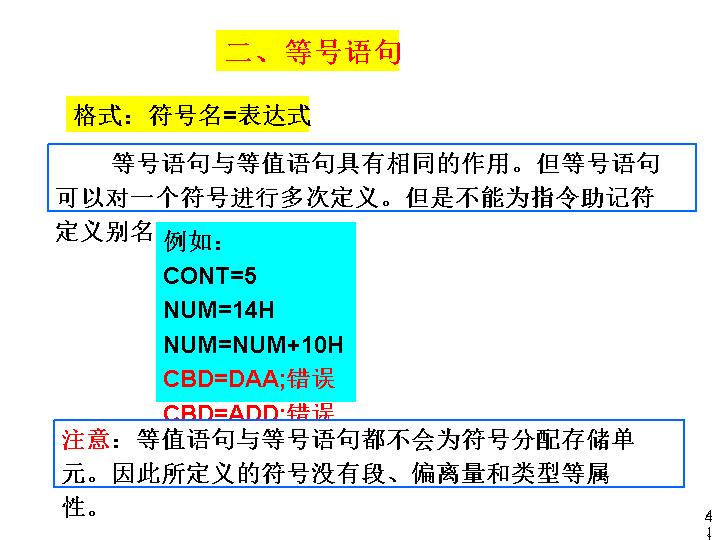 二、等号语句
格式：符号名=表达式
等号语句与等值语句具有相同的作用。但等号语句
可以对一个符号进行多次定义。但是不能为指令助记符
定义别名
例如：
CONT=5
NUM=14H
NUM=NUM+10H
CBD=DAA;错误
CBD=ADD;错误
注意：等值语句与等号语句都不会为符号分配存储单
元。因此所定义的符号没有段、偏离量和类型等属
性。
4
1